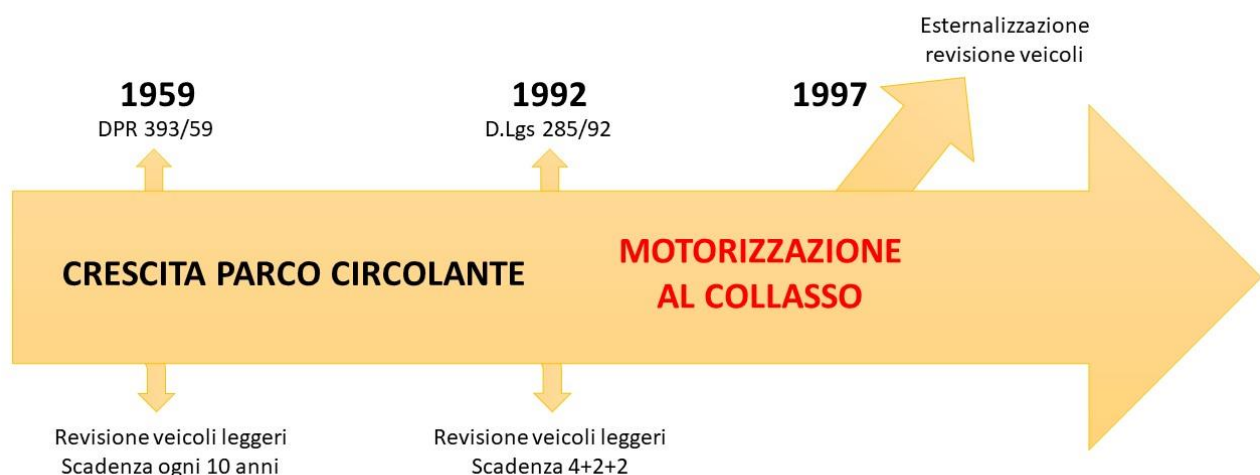 Esternalizzazione
revisione veicoli
1959
DPR 393/59
1992
D.Lgs 285/92
1997
CRESCITA PARCO CIRCOLANTE
MOTORIZZAZIONE
AL COLLASSO
Revisione veicoli leggeri
Scadenza ogni 10 anni
Revisione veicoli leggeri
Scadenza 4+2+2